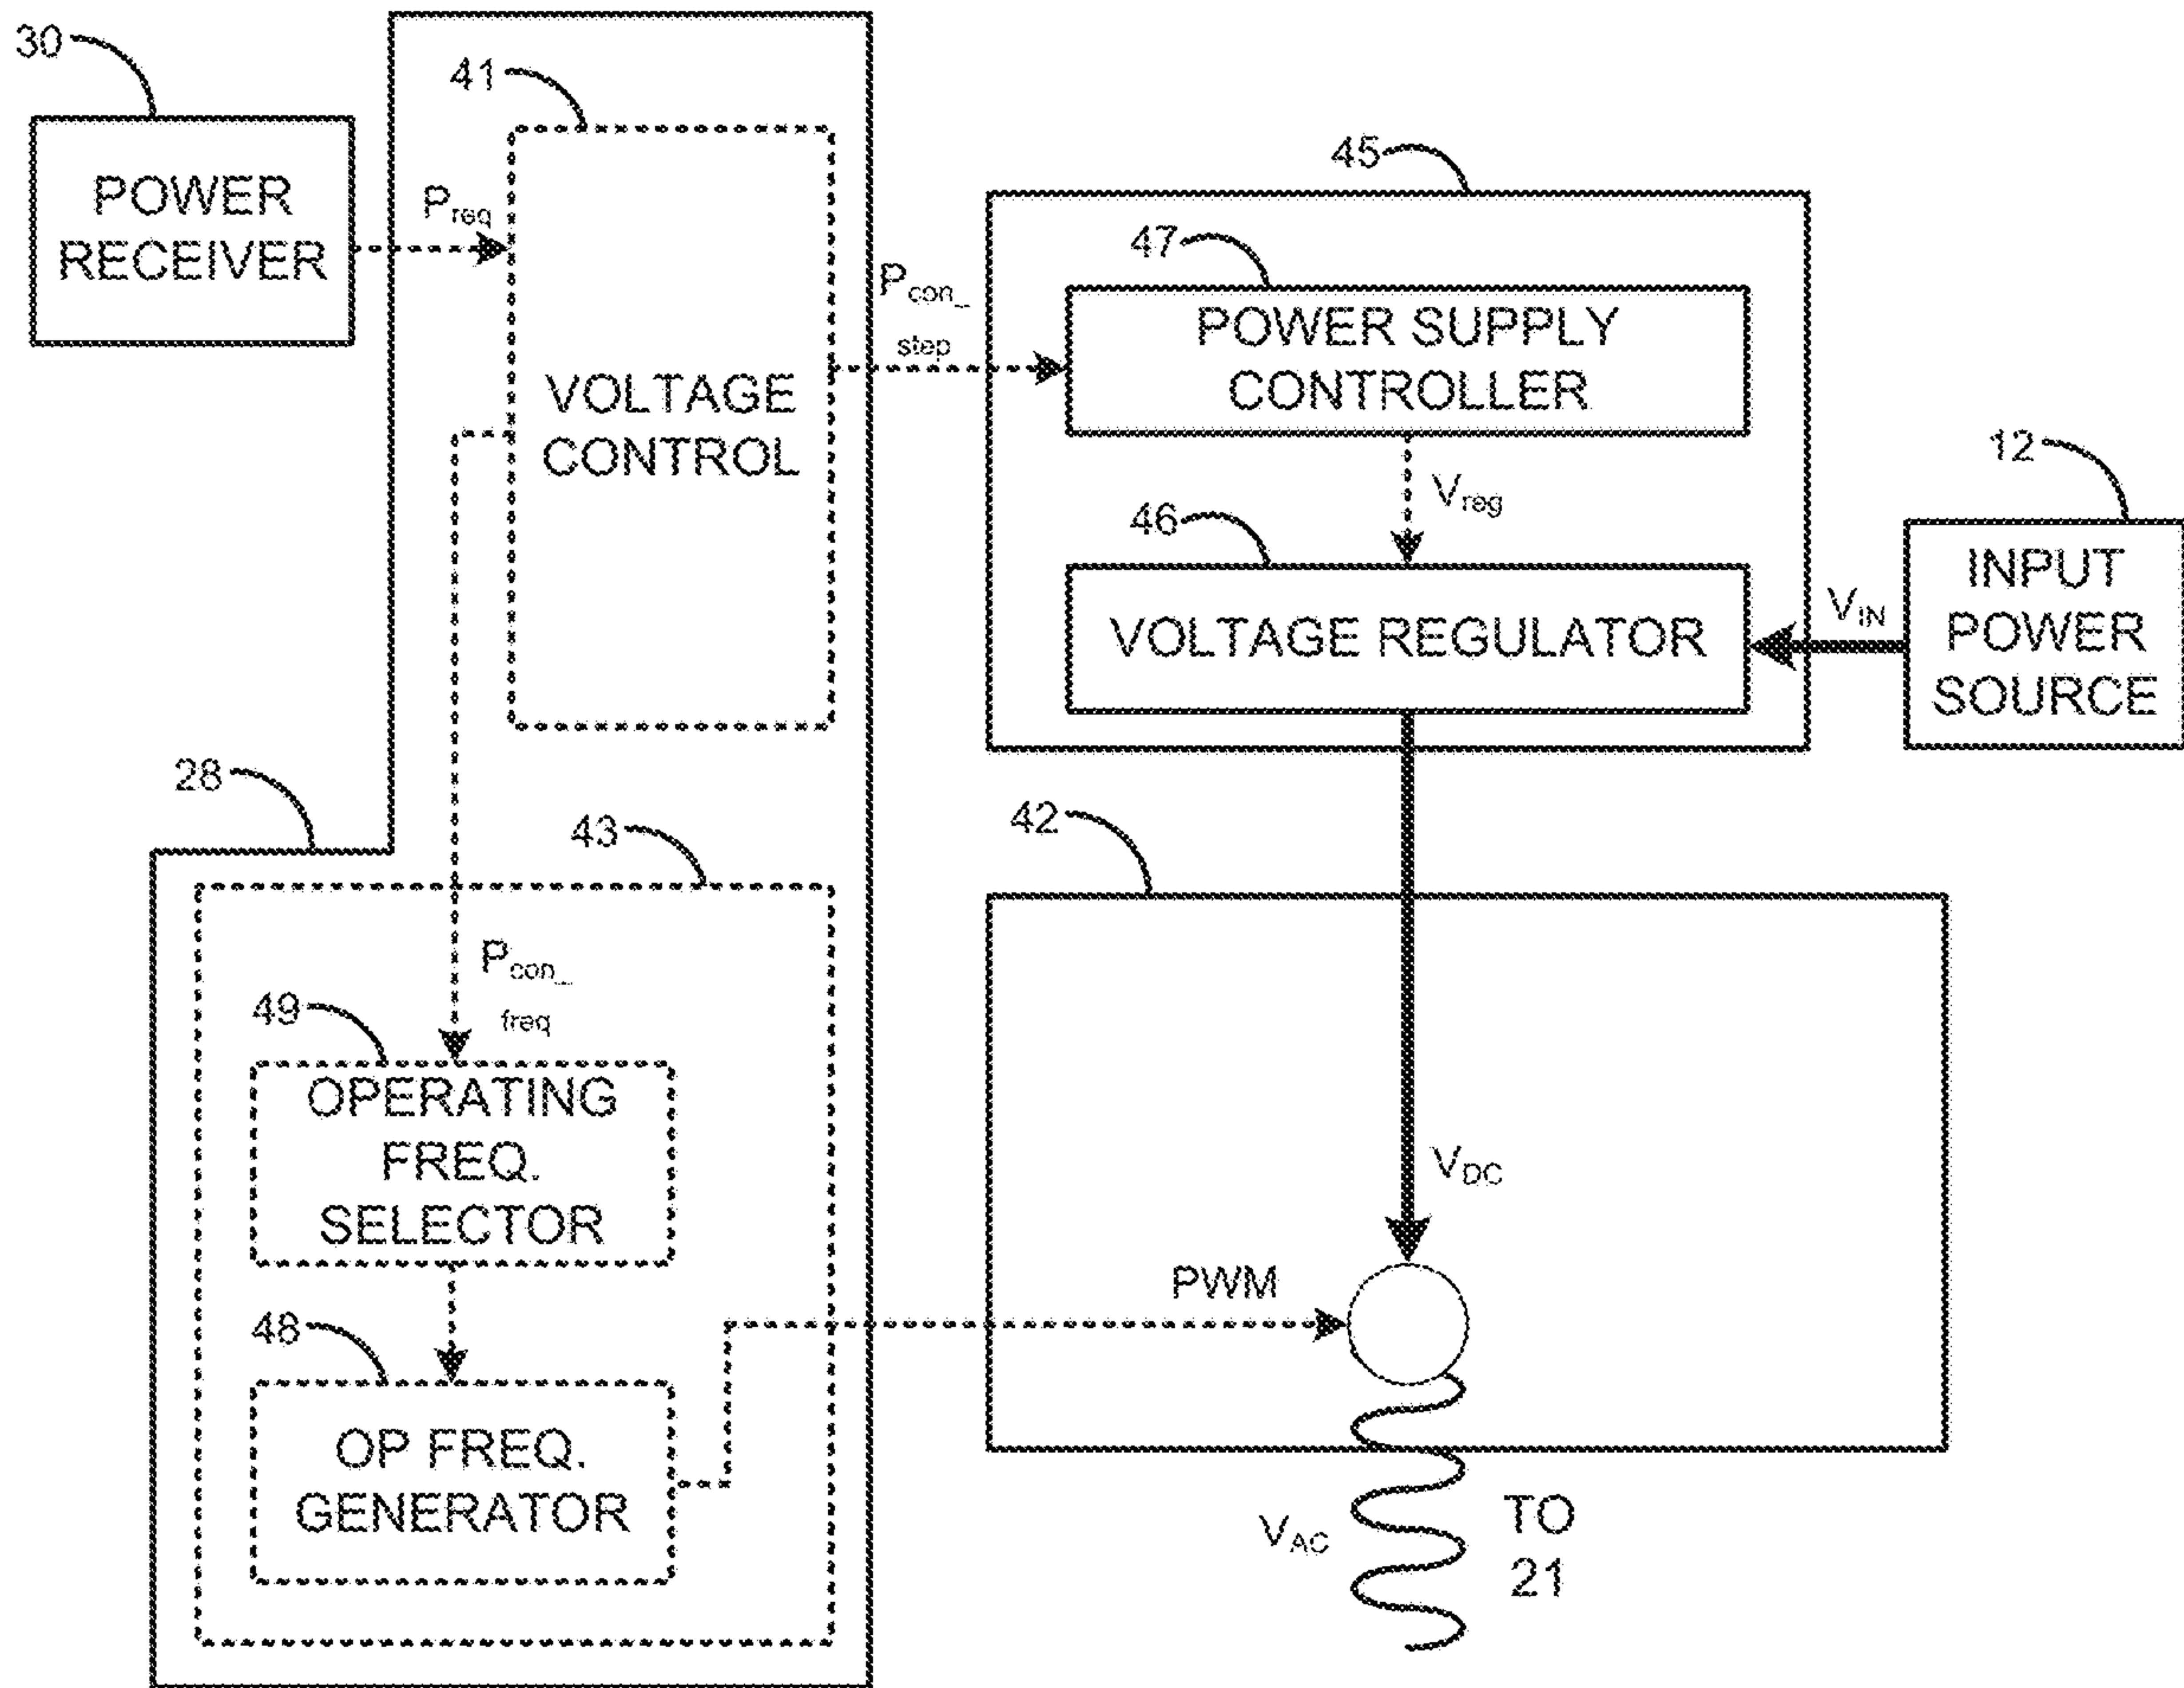 30
POWER
RECEIVER
41
Preq
VOLTAGE
CONTROL
Pcon_
step
45
47
POWER SUPPLY
CONTROLLER
Vreg
46
VOLTAGE REGULATOR
12
INPUT
POWER
SOURCE
VIN
28
43
Pcon_
freq
49
OPERATING
FREQ.
SELECTOR
48
OP FREQ.
GENERATOR
42
VDC
PWM
VAC
TO
21